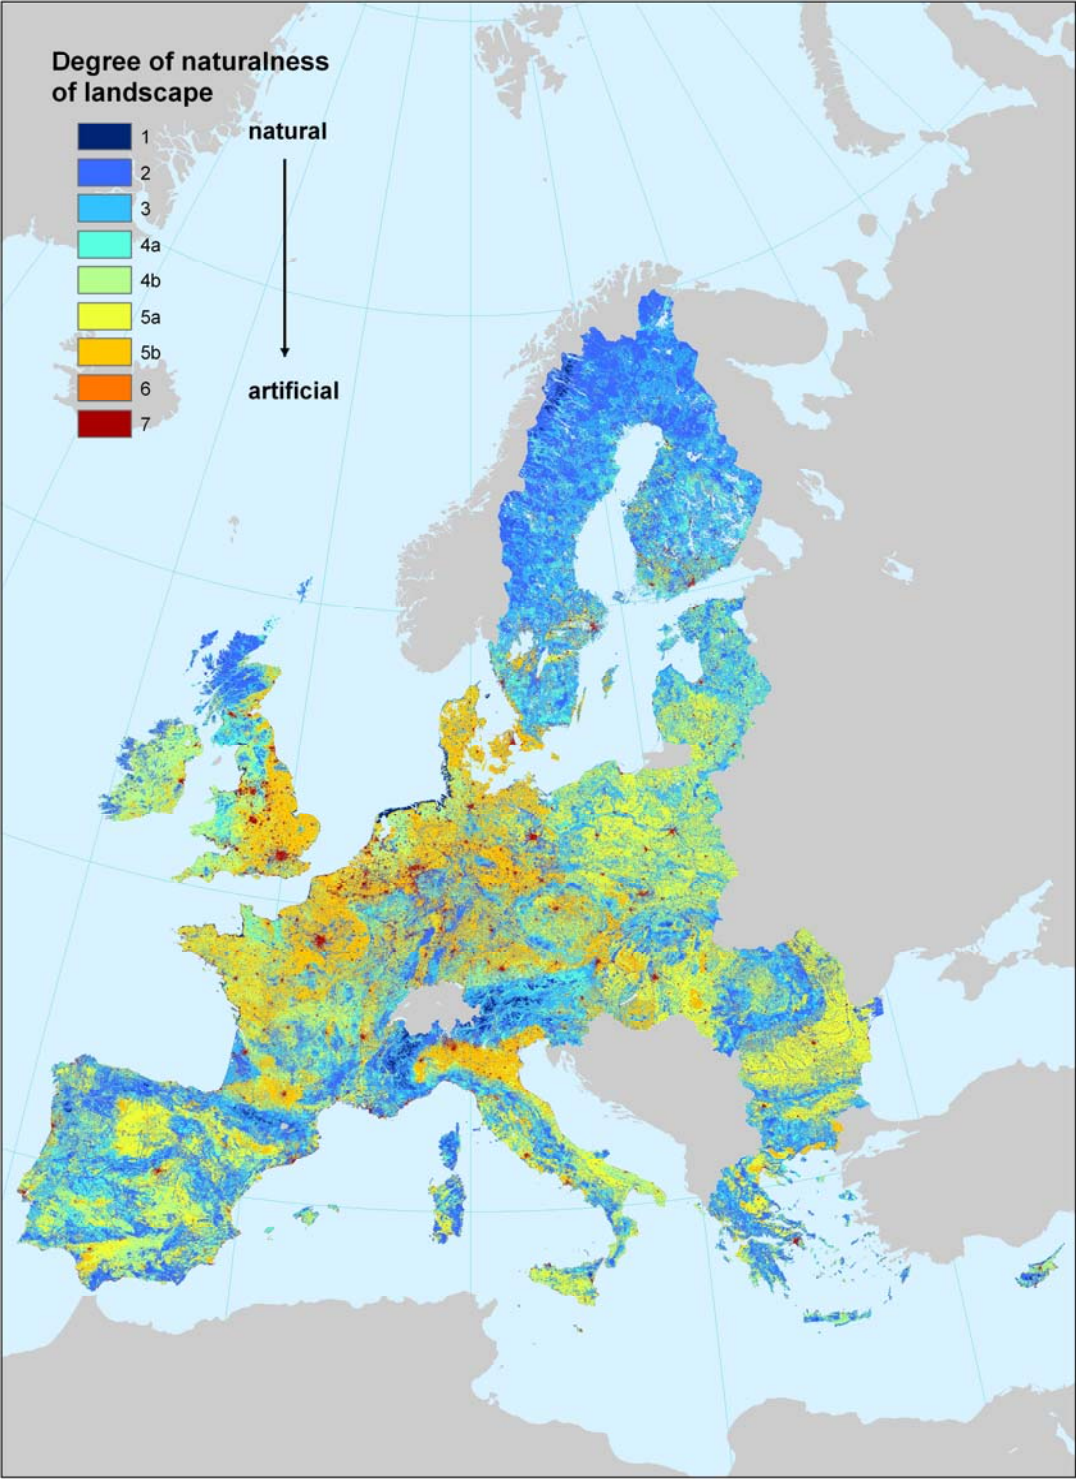 Degree of naturalness
of landscape
natural
1
2
3
4a
4b
5a
5b
6
7
artificial